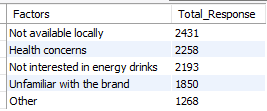 Factors Total_Response
Not available locally 2431
Health concerns 2258
Not interested in energy drinks 2193
Unfamiliar with the brand 1850
Other 1268